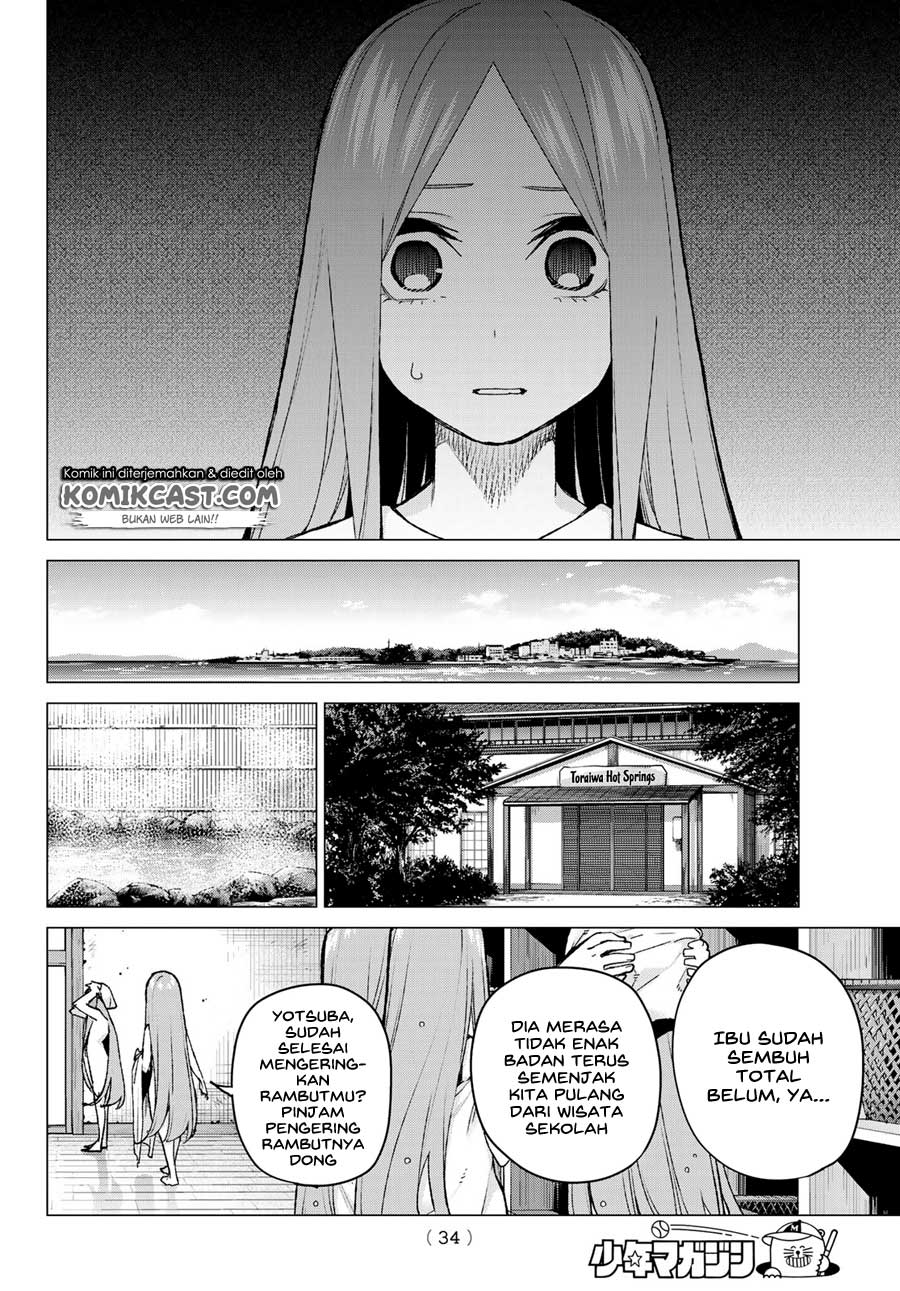 Komik ini diterjemahkan & diedit oleh
KOMIKCAST.COM
BUKAN WEB LAIN!!
Toraiwa Hot Springs
IBU SUDAH
SEMBUH
TOTAL
BELUM, YA...
DIA MERASA
TIDAK ENAK
BADAN TERUS
SEMENJAK
KITA PULANG
DARI WISATA
SEKOLAH
YOTSUBA,
SUDAH
SELESAI
MENGERING-
KAN
RAMBUTMU?
PINJAM
PENGERING
RAMBUTNYA
DONG
( 34 )
少年マガジン
M